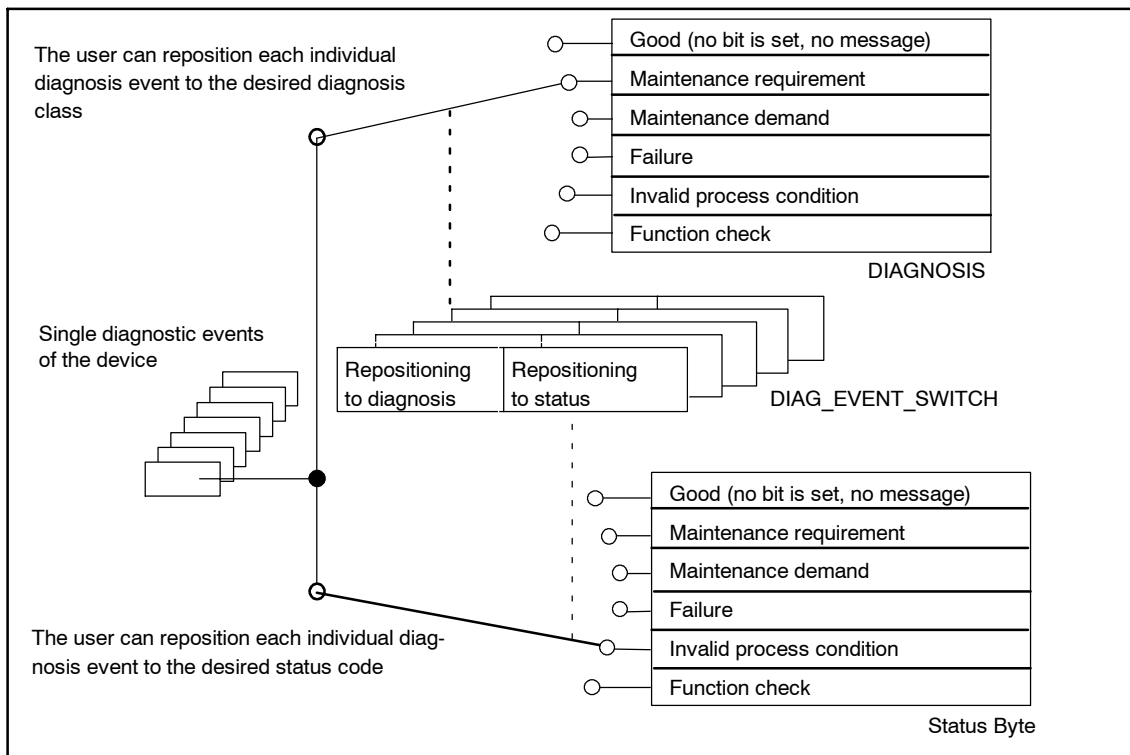 The user can reposition each individual
diagnosis event to the desired diagnosis
class
Good (no bit is set, no message)
Maintenance requirement
Maintenance demand
Failure
Invalid process condition
Function check
DIAGNOSIS
Single diagnostic events
of the device
Repositioning
to diagnosis
Repositioning
to status
DIAG_EVENT_SWITCH
Good (no bit is set, no message)
Maintenance requirement
Maintenance demand
Failure
Invalid process condition
Function check
Status Byte
The user can reposition each individual diag-
nosis event to the desired status code